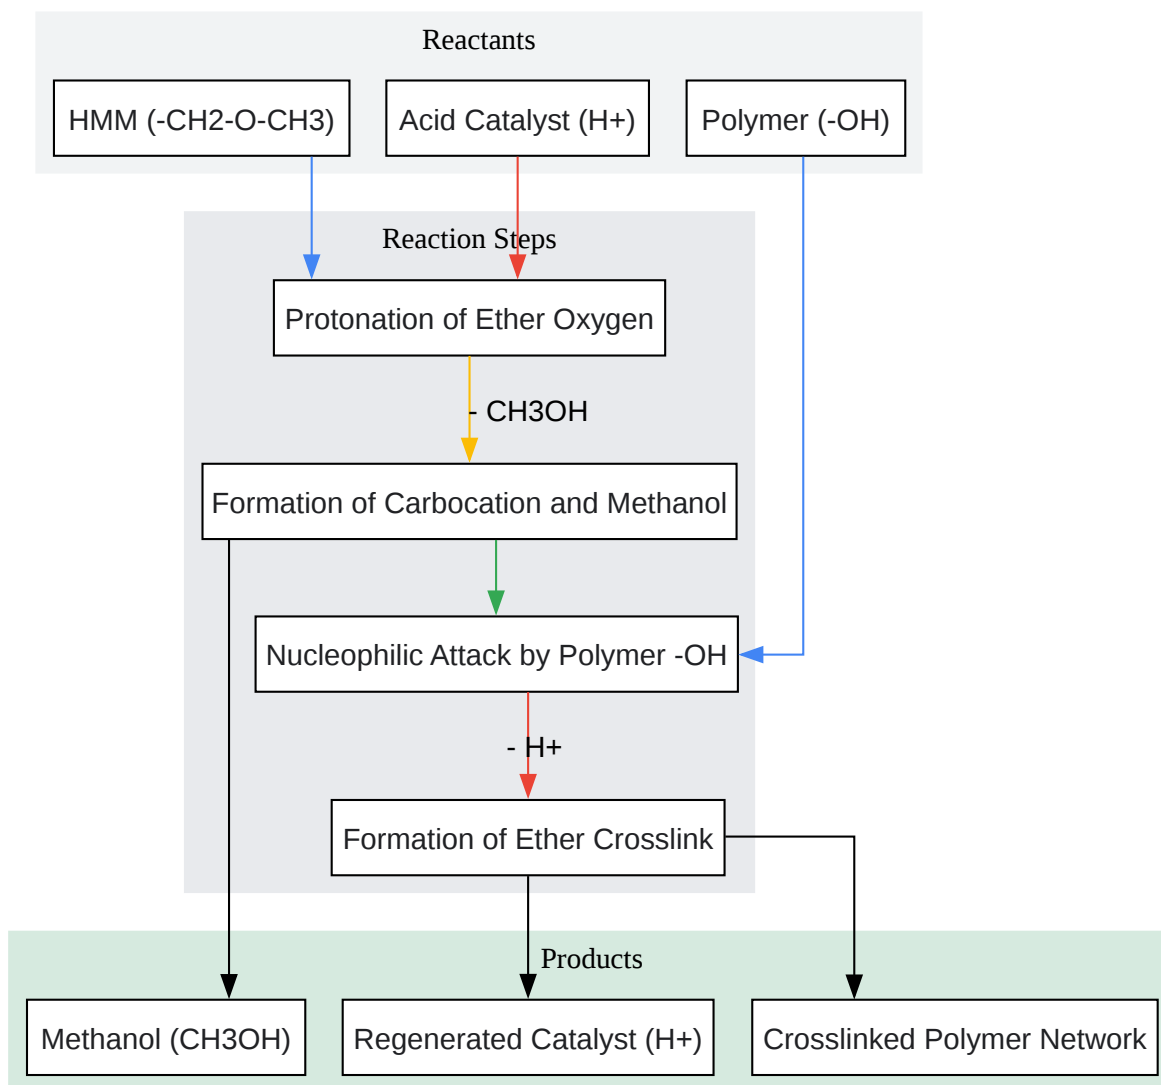 Reactants
HMM (-CH2-O-CH3)
Acid Catalyst (H+)
Polymer (-OH)
Reaction Steps
Protonation of Ether Oxygen
- CH3OH
Formation of Carbocation and Methanol
Nucleophilic Attack by Polymer -OH
- H+
Formation of Ether Crosslink
Products
Methanol (CH3OH)
Regenerated Catalyst (H+)
Crosslinked Polymer Network